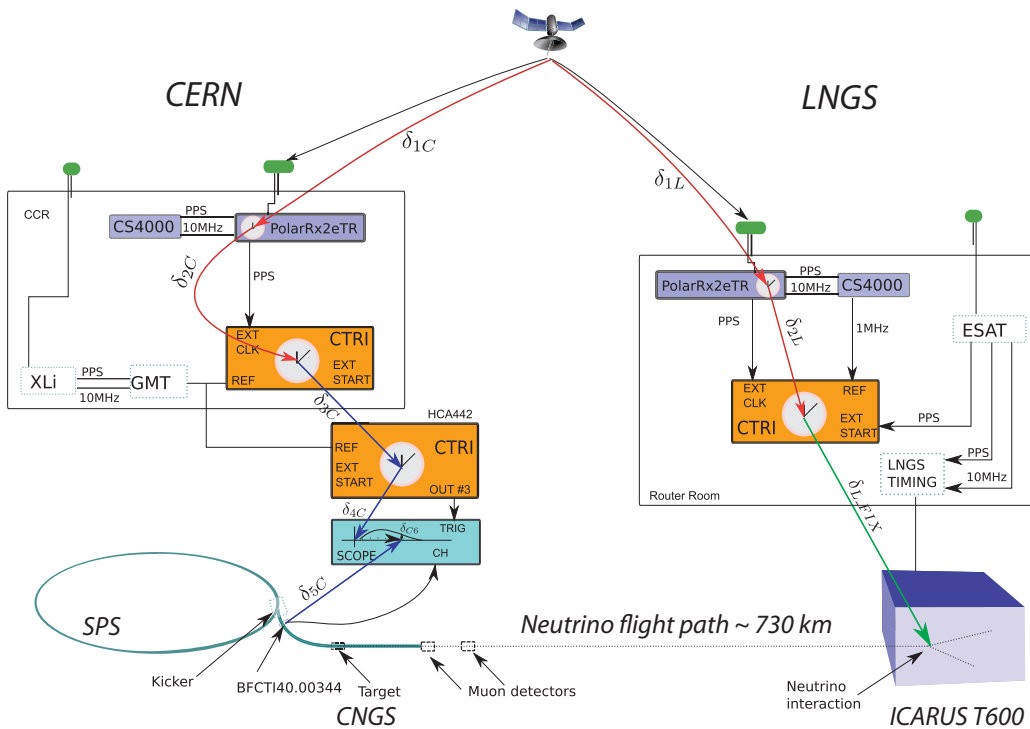 CERN
LNGS
δ1C
δ1L
CCR
CS4000
PPS
10MHz
PolarRx2eTR
δ2C
PPS
EXT
CLK
CTRI
EXT
START
REF
XLi
PPS
10MHz
GMT
δ3C
HCA442
REF
CTRI
EXT
START
OUT #3
δ4C
δC6
TRIG
SCOPE
CH
δ5C
PolarRx2eTR
PPS
10MHz
CS4000
PPS
δ2L
1MHz
ESAT
EXT
CLK
REF
CTRI
EXT
START
PPS
LNGS
TIMING
PPS
10MHz
Router Room
δL_FIX
SPS
Kicker
BFCTI40.00344
Target
CNGS
Muon detectors
Neutrino flight path ~ 730 km
Neutrino
interaction
ICARUS T600